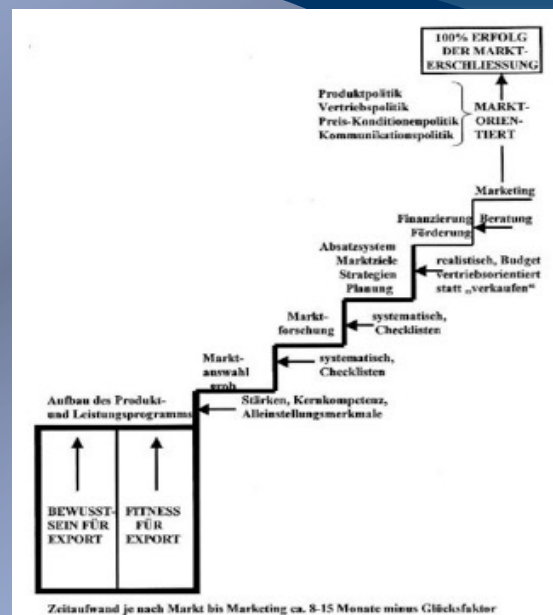 100% ERFOLG
DER MARKT-
ERSCHLIESSUNG
Produktpolitik
Vertriebspolitik
Preis-Konditionenpolitik
Kommunikationspolitik
MARKT-
ORIEN-
TIERT
Marketing
Finanzierung
Förderung
Beratung
Absatzsystem
Marktziele
Strategien
Planung
realistisch, Budget
vertriebsorientiert
statt „verkaufen"
Markt-
forschung
systematisch,
Checklisten
Markt-
auswahl
grob
systematisch,
Checklisten
Aufbau des Produkt-
und Leistungsprogramms
Stärken, Kernkompetenz,
Alleinstellungsmerkmale
BEWUSST-
SEIN FÜR
EXPORT
FITNESS
FÜR
EXPORT
Zeitaufwand je nach Markt bis Marketing ca. 8-15 Monate minus Glücksfaktor